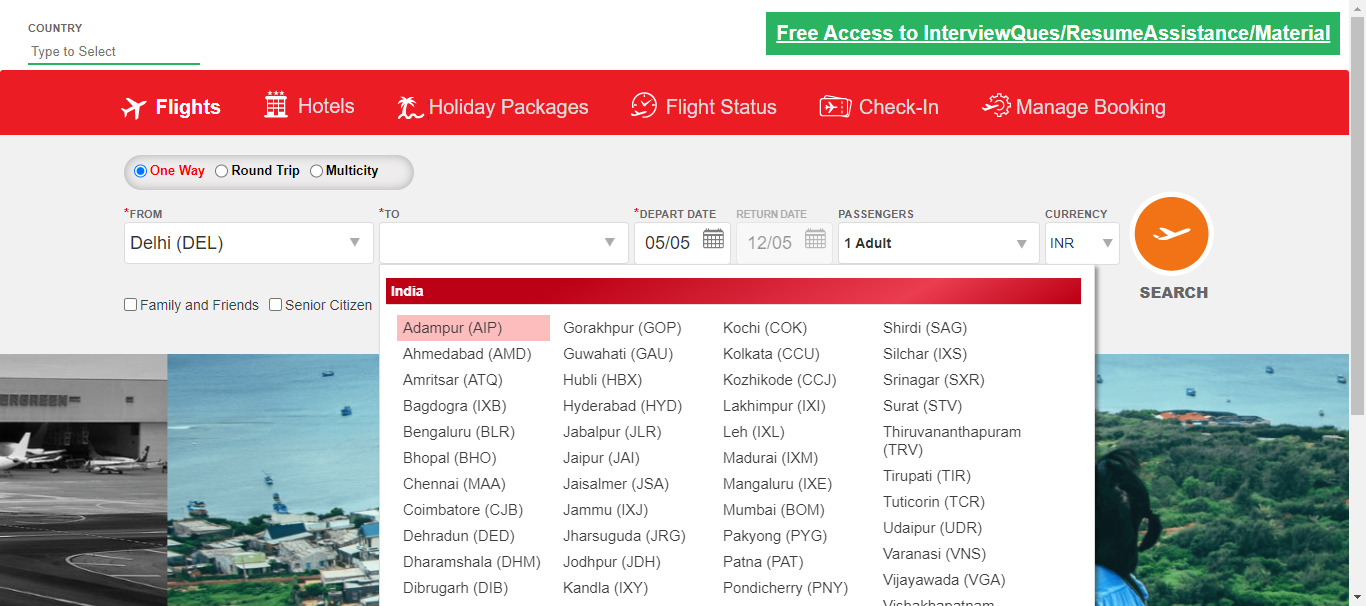 COUNTRY
Type to Select
Free Access to InterviewQues/ResumeAssistance/Material
Flights
Hotels
Holiday Packages
Flight Status
Check-In
Manage Booking
One Way
Round Trip
Multicity
*FROM
*TO
*DEPART DATE
RETURN DATE
PASSENGERS
CURRENCY
Delhi (DEL)
05/05
12/05
1 Adult
INR
SEARCH
Family and Friends
Senior Citizen
India
Adampur (AIP)
Ahmedabad (AMD)
Amritsar (ATQ)
Bagdogra (IXB)
Bengaluru (BLR)
Bhopal (BHO)
Chennai (MAA)
Coimbatore (CJB)
Dehradun (DED)
Dharamshala (DHM)
Dibrugarh (DIB)
Gorakhpur (GOP)
Guwahati (GAU)
Hubli (HBX)
Hyderabad (HYD)
Jabalpur (JLR)
Jaipur (JAI)
Jaisalmer (JSA)
Jammu (IXJ)
Jharsuguda (JRG)
Jodhpur (JDH)
Kandla (IXY)
Kochi (COK)
Kolkata (CCU)
Kozhikode (CCJ)
Lakhimpur (IXI)
Leh (IXL)
Madurai (IXM)
Mangaluru (IXE)
Mumbai (BOM)
Pakyong (PYG)
Patna (PAT)
Pondicherry (PNY)
Shirdi (SAG)
Silchar (IXS)
Srinagar (SXR)
Surat (STV)
Thiruvananthapuram
(TRV)
Tirupati (TIR)
Tuticorin (TCR)
Udaipur (UDR)
Varanasi (VNS)
Vijayawada (VGA)
Vishakhapatnam